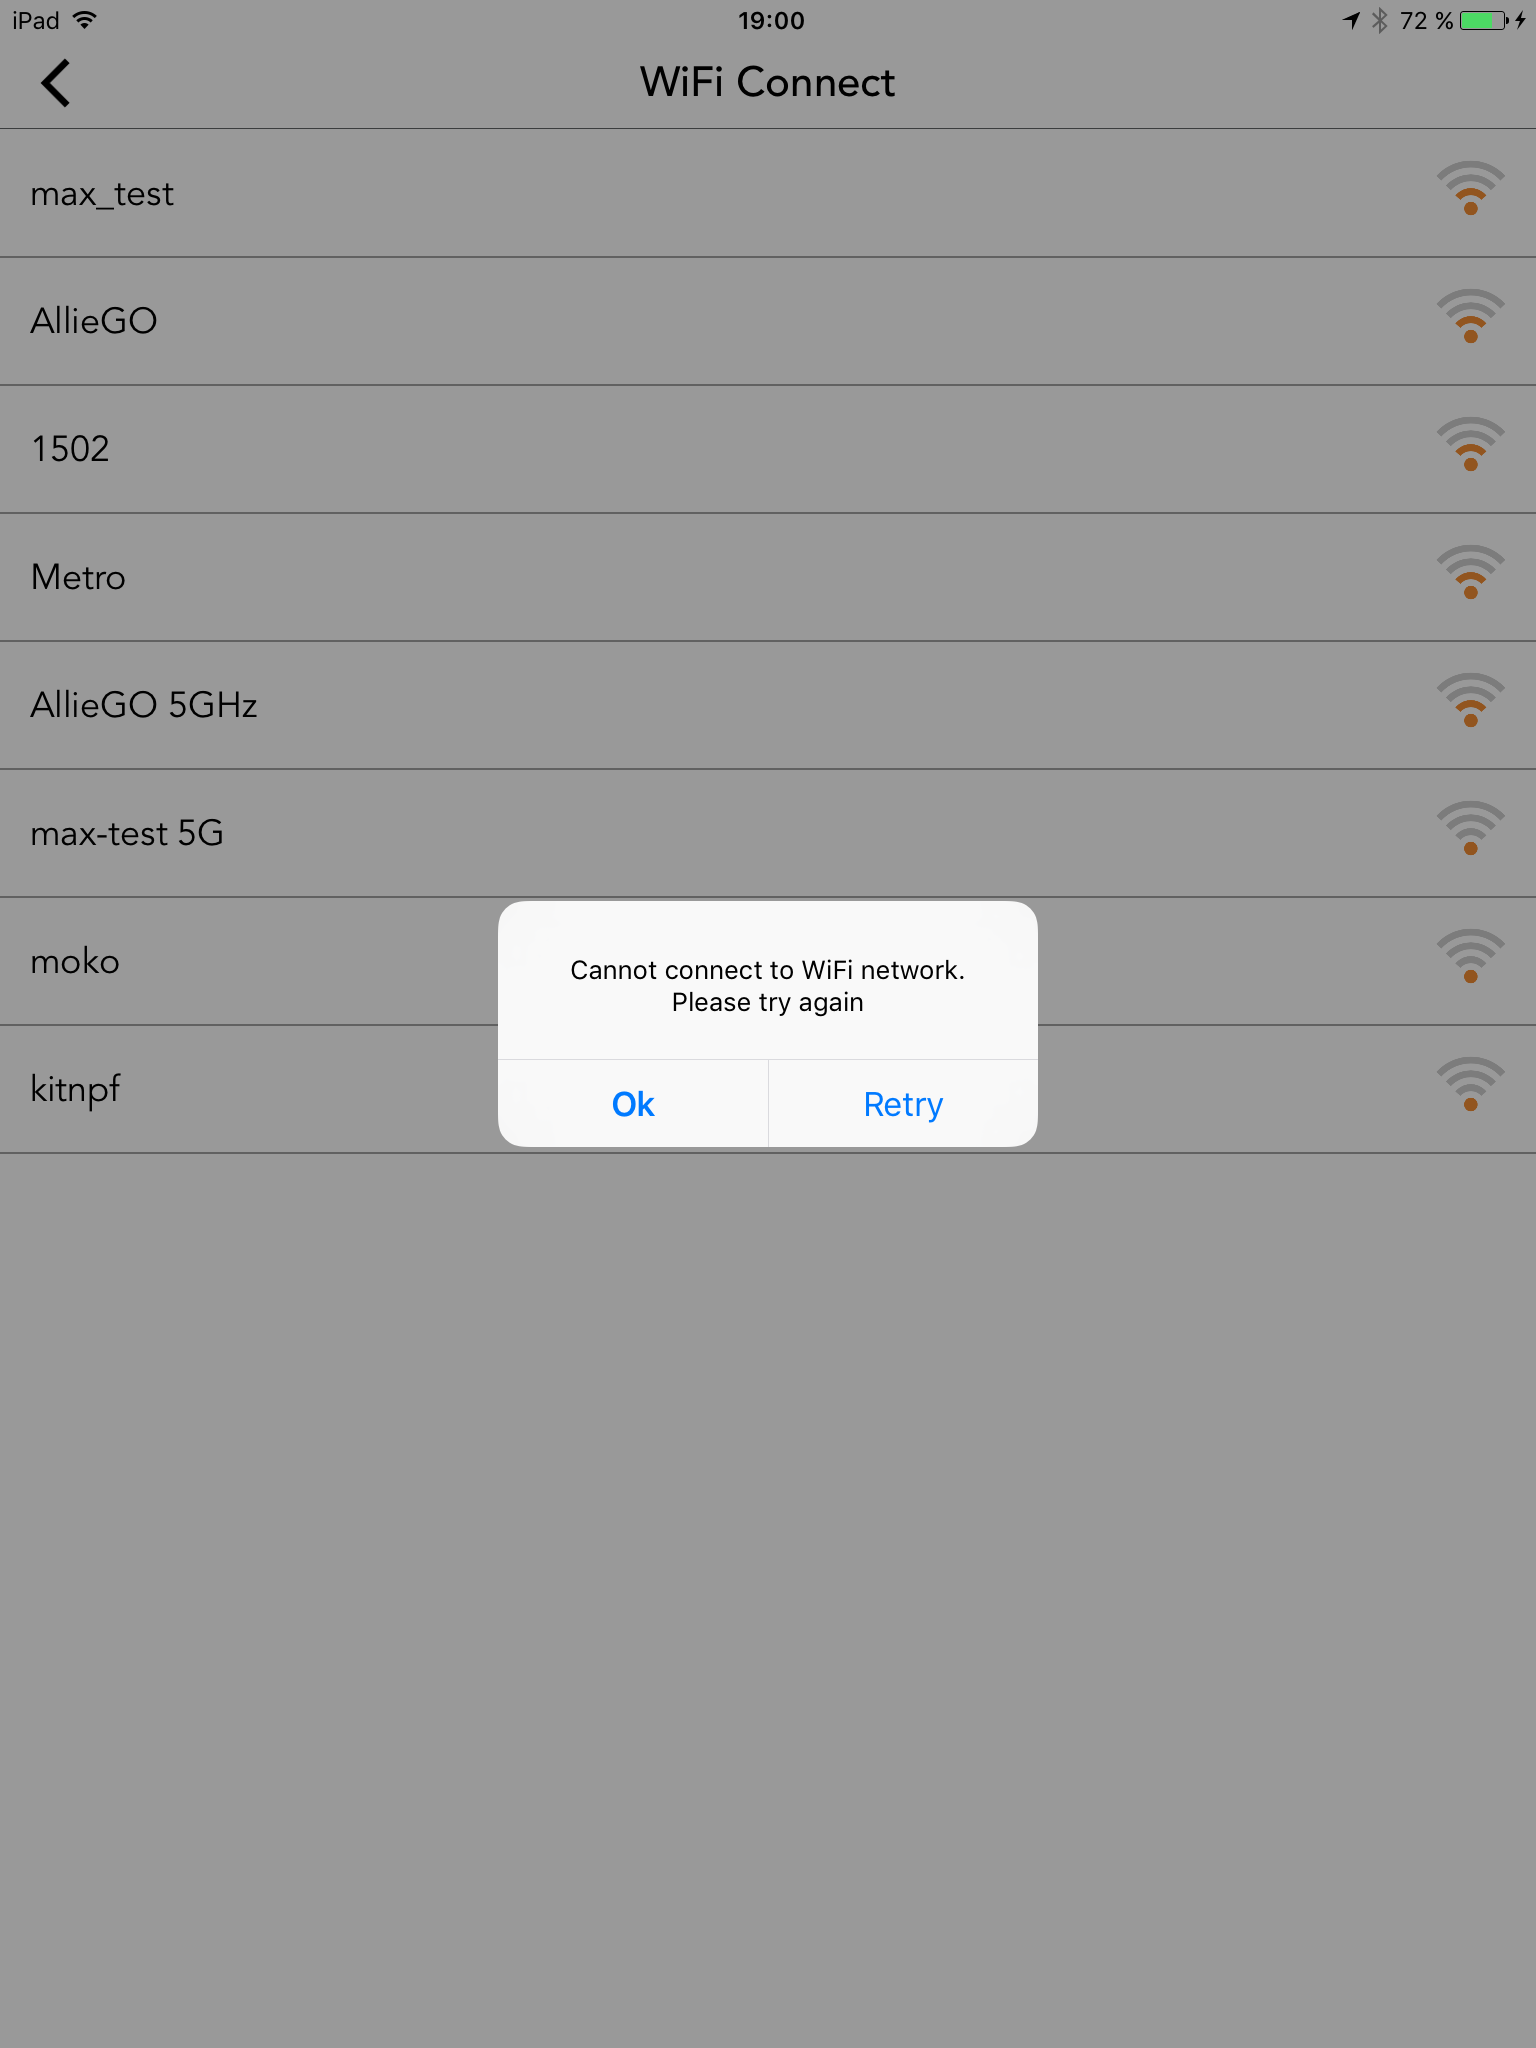 iPad 19:00 72 %
WiFi Connect
max_test
AllieGO
1502
Metro
AllieGO 5GHz
max-test 5G
moko
Cannot connect to WiFi network.
Please try again
kitnpf
Ok Retry